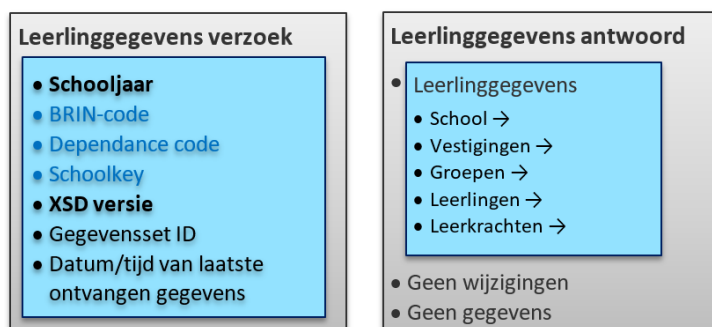 Leerlinggegevens verzoek
• Schooljaar
• BRIN-code
• Dependance code
• Schoolkey
• XSD versie
• Gegevensset ID
• Datum/tijd van laatste
ontvangen gegevens
Leerlinggegevens antwoord
• Leerlinggegevens
• School →
• Vestigingen →
• Groepen →
• Leerlingen →
• Leerkrachten →
• Geen wijzigingen
• Geen gegevens